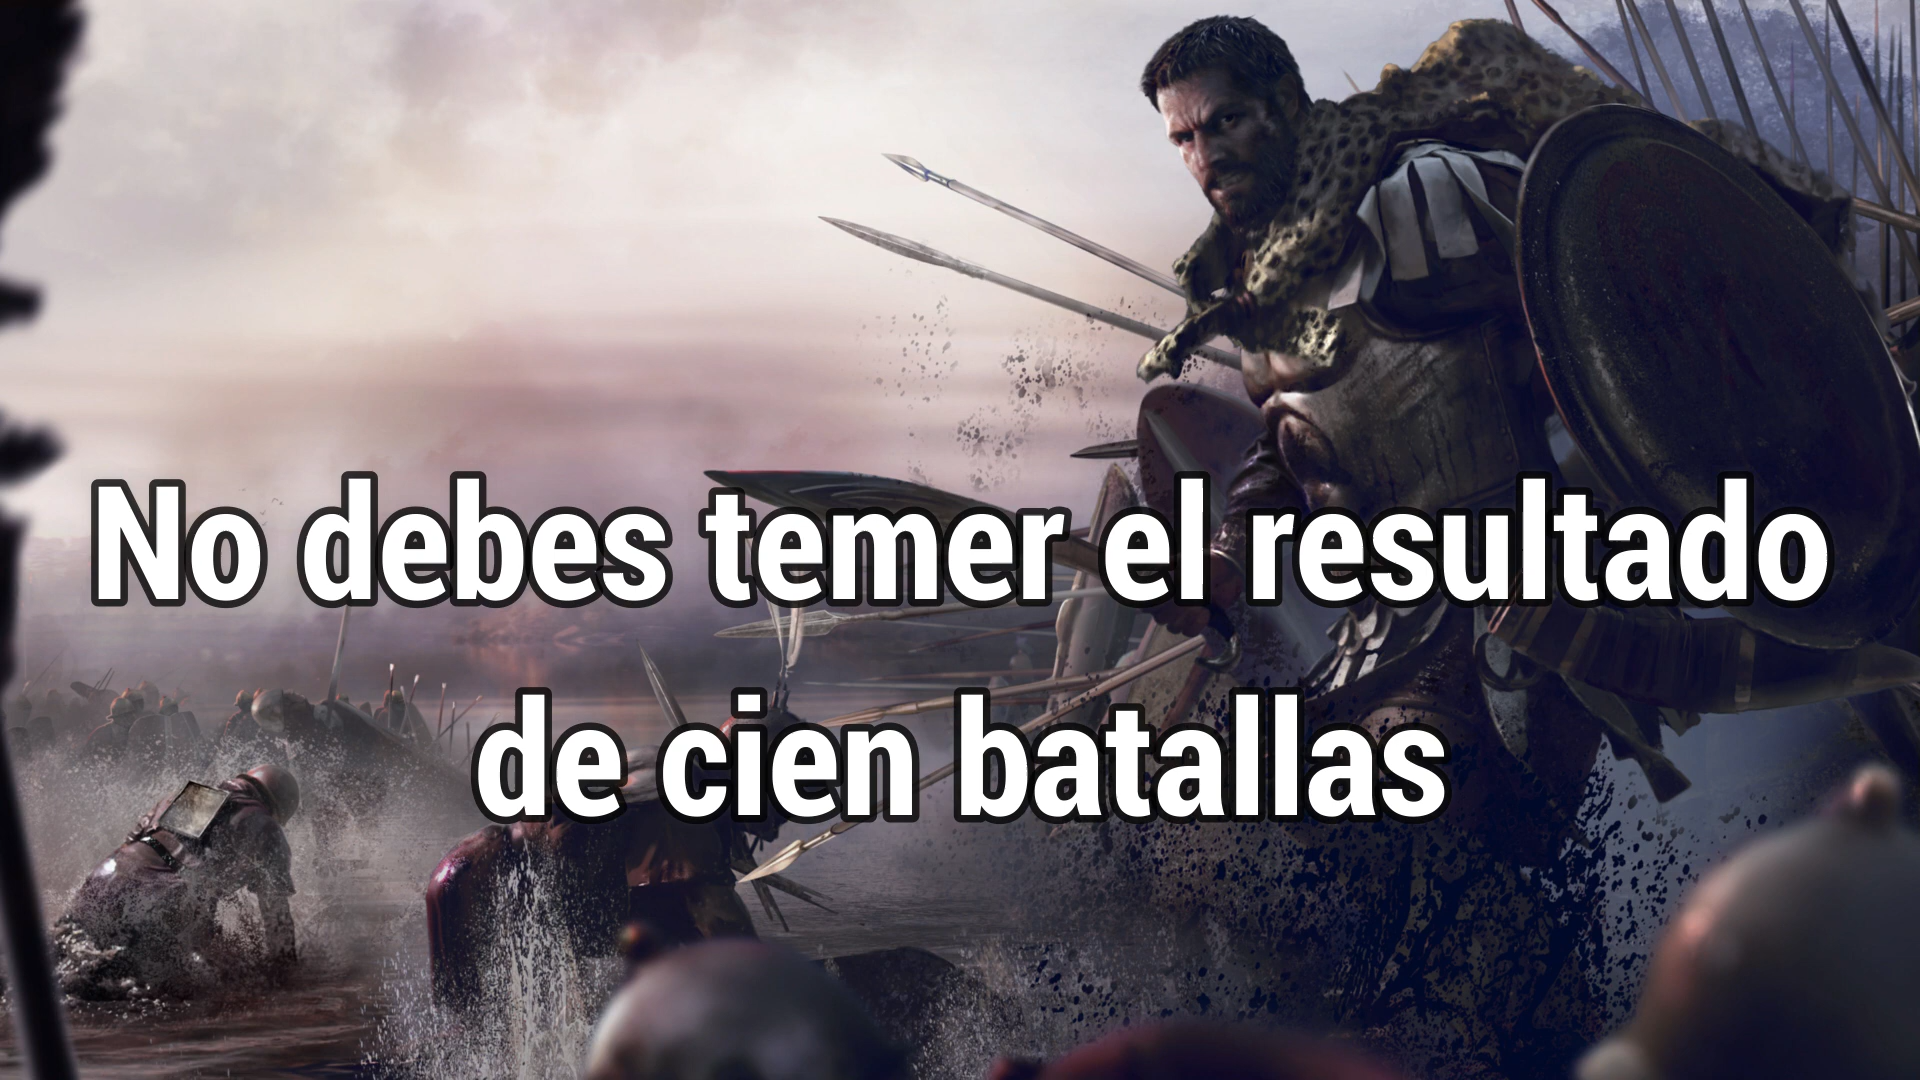 No debes temer el resultado
de cien batallas